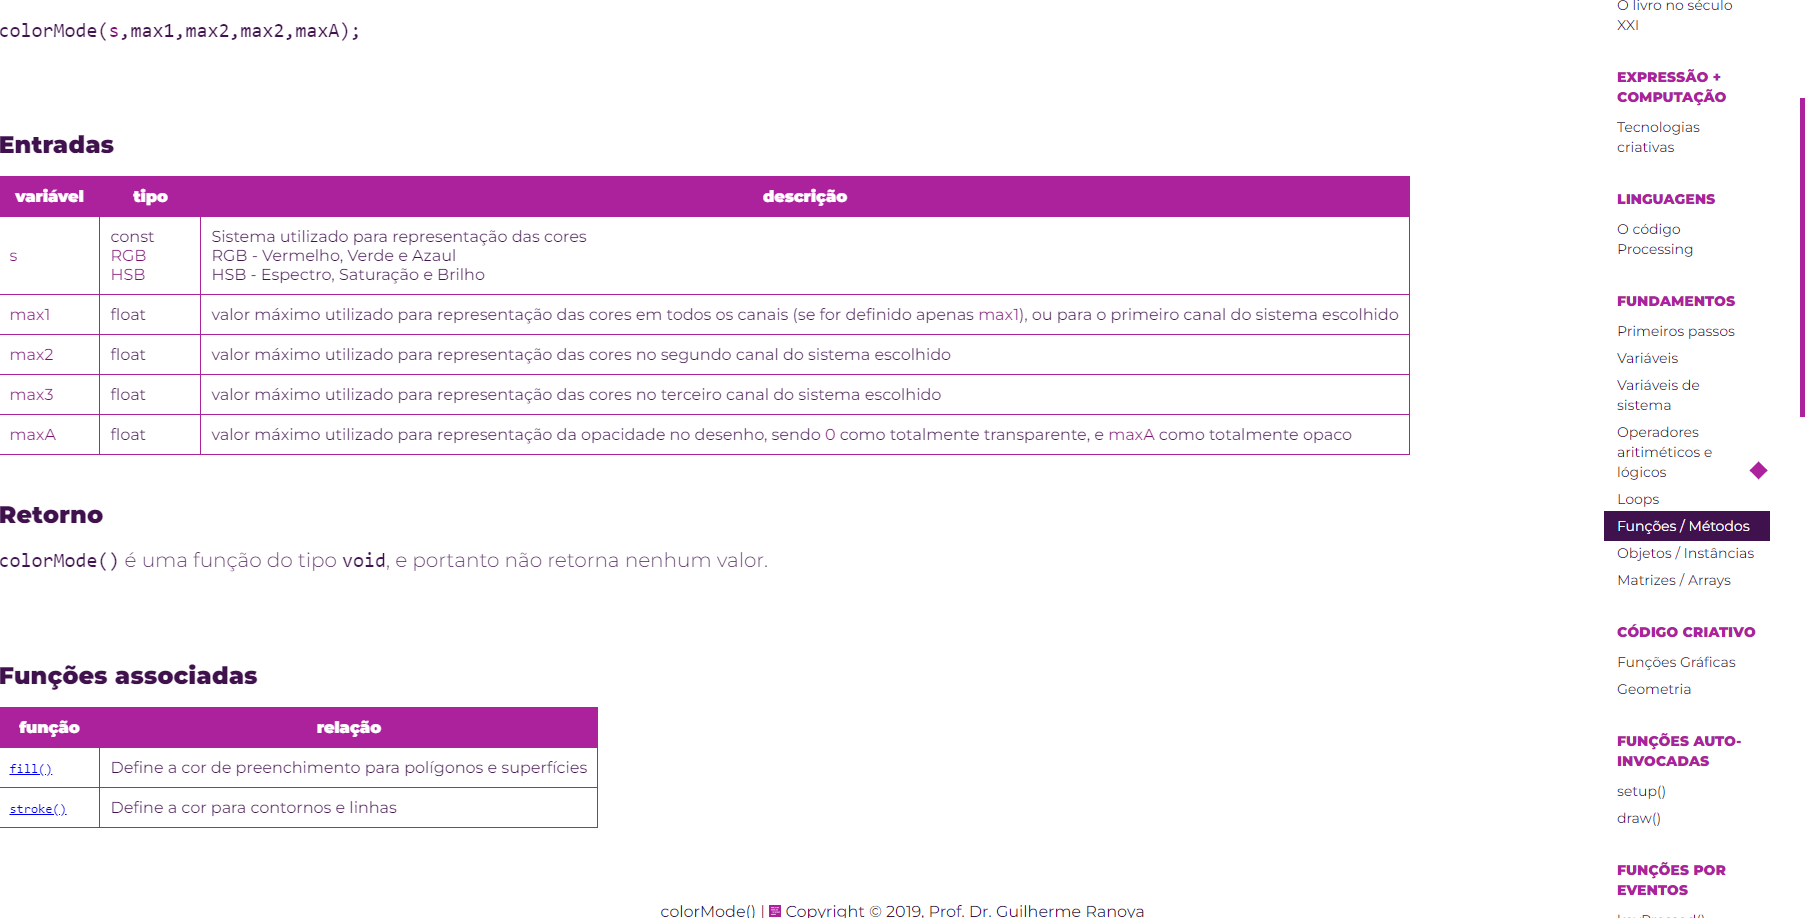 colorMode(s,max1,max2,max2,maxA);
Entradas
variável tipo descrição
s
const
RGB
HSB
Sistema utilizado para representação das cores
RGB - Vermelho, Verde e Azaul
HSB - Espectro, Saturação e Brilho
max1 float valor máximo utilizado para representação das cores em todos os canais (se for definido apenas max1), ou para o primeiro canal do sistema escolhido
max2 float valor máximo utilizado para representação das cores no segundo canal do sistema escolhido
max3 float valor máximo utilizado para representação das cores no terceiro canal do sistema escolhido
maxA float valor máximo utilizado para representação da opacidade no desenho, sendo 0 como totalmente transparente, e maxA como totalmente opaco
Retorno
colorMode() é uma função do tipo void, e portanto não retorna nenhum valor.
Funções associadas
função relação
fill() Define a cor de preenchimento para polígonos e superfícies
stroke() Define a cor para contornos e linhas
colorMode() | Copyright © 2019, Prof. Dr. Guilherme Ranoya
O livro no século
XXI
EXPRESSÃO +
COMPUTAÇÃO
Tecnologias
criativas
LINGUAGENS
O código
Processing
FUNDAMENTOS
Primeiros passos
Variáveis
Variáveis de
sistema
Operadores
aritiméticos e
lógicos
Loops
Funções / Métodos
Objetos / Instâncias
Matrizes / Arrays
CÓDIGO CRIATIVO
Funções Gráficas
Geometria
FUNÇÕES AUTO-
INVOCADAS
setup()
draw()
FUNÇÕES POR
EVENTOS